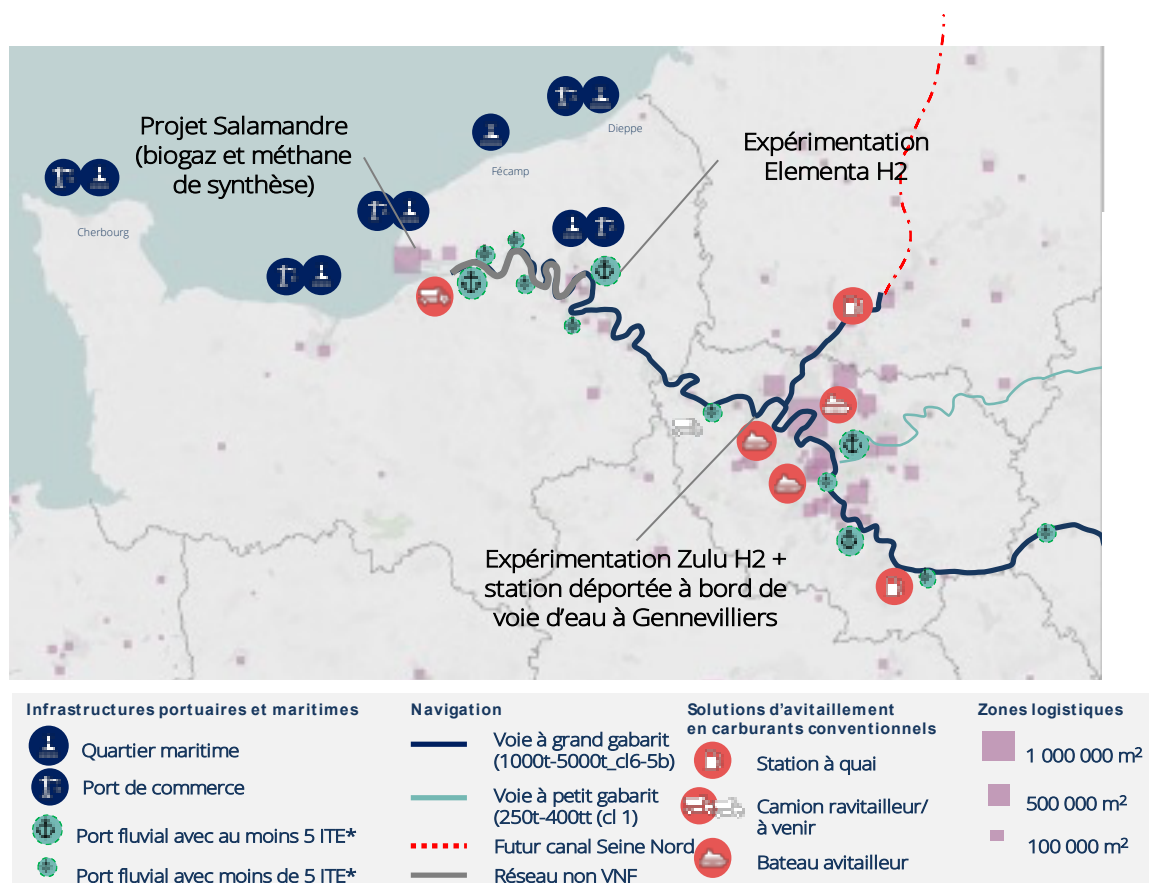 Projet Salamandre
(biogaz et méthane
de synthèse)
Dieppe
Fécamp
Cherbourg
Expérimentation
Elementa H2
Expérimentation Zulu H2 +
station déportée à bord de
voie d’eau à Gennevilliers
Infrastructures portuaires et maritimes
Quartier maritime
Port de commerce
Port fluvial avec au moins 5 ITE*
Port fluvial avec moins de 5 ITE*
Navigation
Voie à grand gabarit
(1000t-5000t_cl6-5b)
Voie à petit gabarit
(250t-400tt (cl 1)
Futur canal Seine Nord
Réseau non VNF
Solutions d’avitaillement
en carburants conventionnels
Station à quai
Camion ravitailleur/
à venir
Bateau avitailleur
Zones logistiques
1 000 000 m²
500 000 m²
100 000 m²